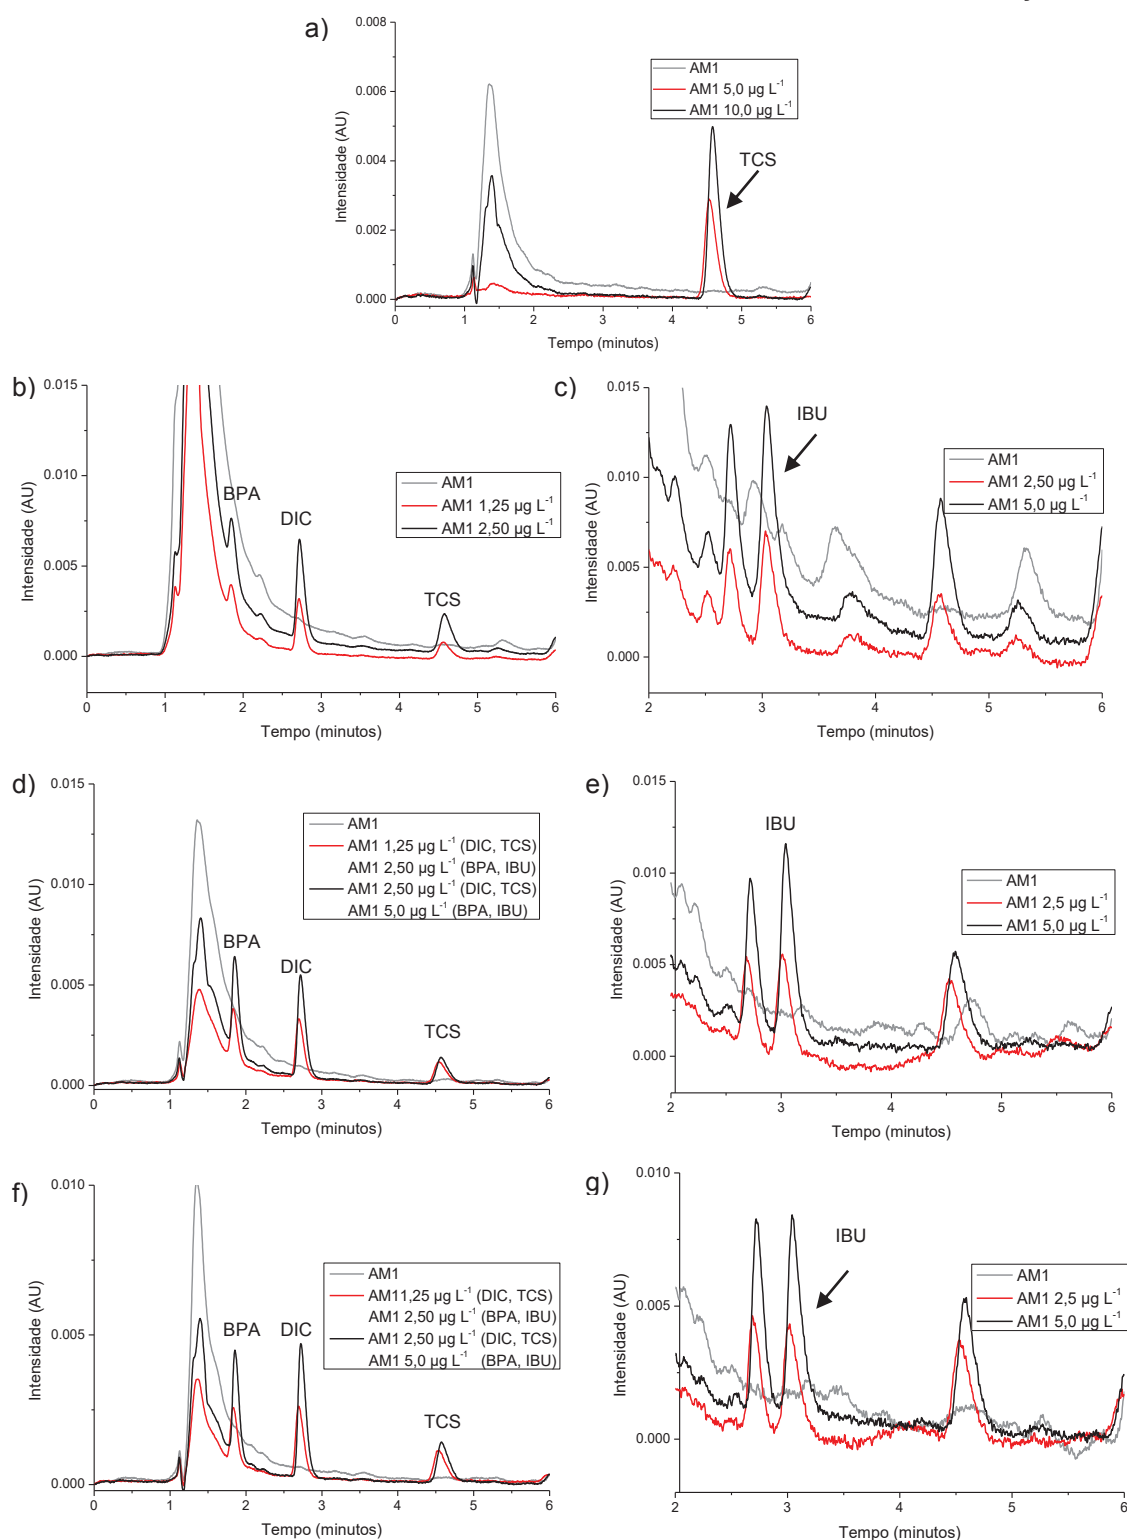 a)
0.008
0.006
0.004
0.002
0.000
Intensidade (AU)
AM1
AM1 5,0 µg L⁻¹
AM1 10,0 µg L⁻¹
TCS
0 1 2 3 4 5 6
Tempo (minutos)
b)
0.015
0.010
0.005
0.000
Intensidade (AU)
BPA
DIC
TCS
AM1
AM1 1,25 µg L⁻¹
AM1 2,50 µg L⁻¹
0 1 2 3 4 5 6
Tempo (minutos)
c)
0.015
0.010
0.005
0.000
Intensidade (AU)
IBU
AM1
AM1 2,50 µg L⁻¹
AM1 5,0 µg L⁻¹
2 3 4 5 6
Tempo (minutos)
d)
0.015
0.010
0.005
0.000
Intensidade (AU)
AM1
AM1 1,25 µg L⁻¹ (DIC, TCS)
AM1 2,50 µg L⁻¹ (BPA, IBU)
AM1 2,50 µg L⁻¹ (DIC, TCS)
AM1 5,0 µg L⁻¹ (BPA, IBU)
BPA
DIC
TCS
0 1 2 3 4 5 6
Tempo (minutos)
e)
0.015
0.010
0.005
0.000
Intensidade (AU)
IBU
AM1
AM1 2,5 µg L⁻¹
AM1 5,0 µg L⁻¹
2 3 4 5 6
Tempo (minutos)
f)
0.010
0.005
0.000
Intensidade (AU)
AM1
AM11,25 µg L⁻¹ (DIC, TCS)
AM1 2,50 µg L⁻¹ (BPA, IBU)
AM1 2,50 µg L⁻¹ (DIC, TCS)
AM1 5,0 µg L⁻¹ (BPA, IBU)
BPA
DIC
TCS
0 1 2 3 4 5 6
Tempo (minutos)
g)
0.010
0.005
0.000
Intensidade (AU)
IBU
AM1
AM1 2,5 µg L⁻¹
AM1 5,0 µg L⁻¹
2 3 4 5 6
Tempo (minutos)